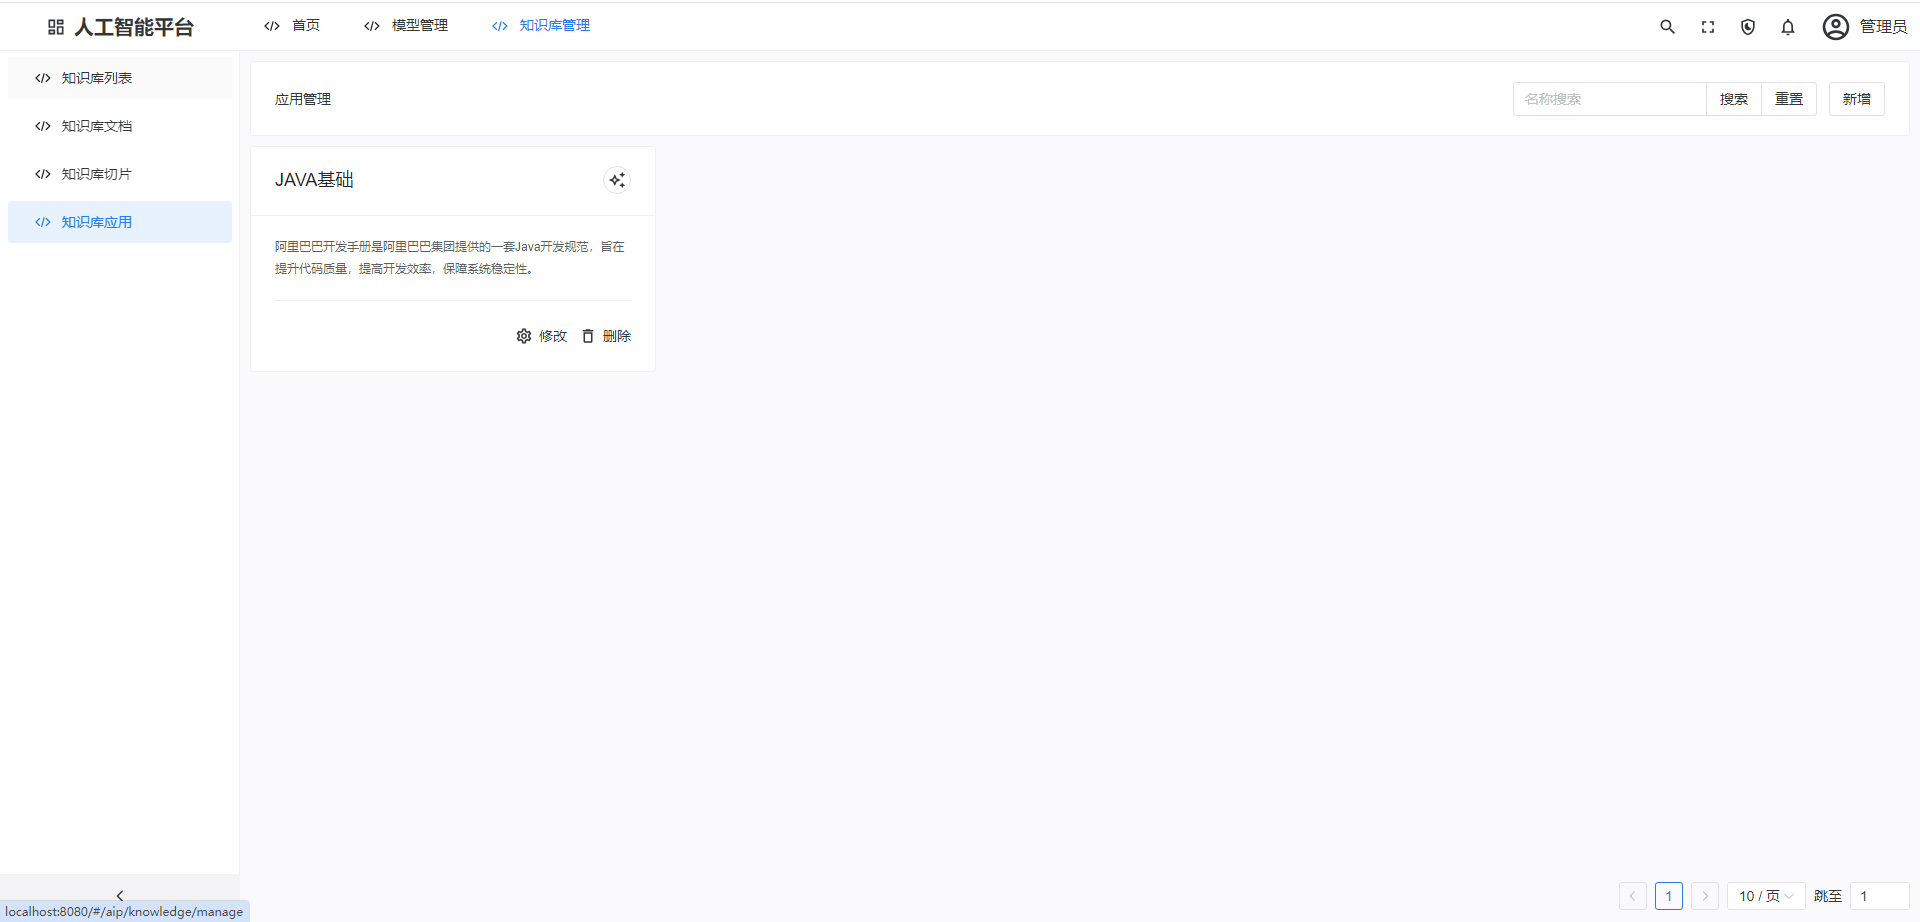 人工智能平台
首页
模型管理
知识库管理
管理员
知识库列表
知识库文档
知识库切片
知识库应用
应用管理
名称搜索
搜索
重置
新增
JAVA基础
阿里巴巴开发手册是阿里巴巴集团提供的一套Java开发规范，旨在
提升代码质量，提高开发效率，保障系统稳定性。
修改
删除
1
10 / 页
跳至
1
localhost:8080/#/aip/knowledge/manage